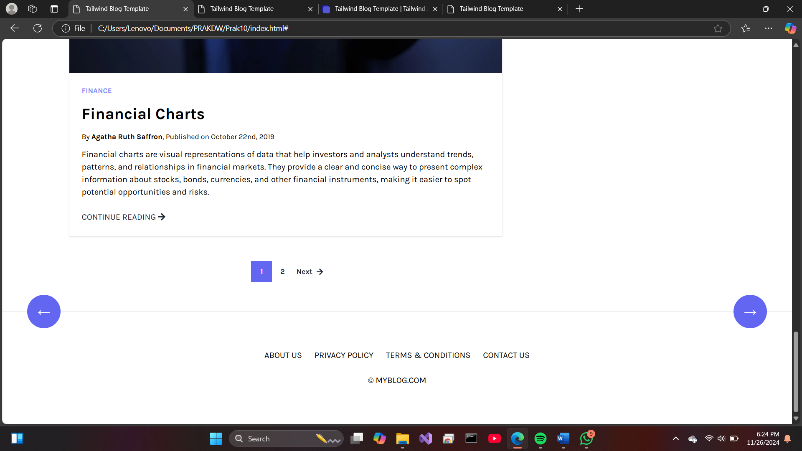 Tailwind Blog Template
Tailwind Blog Template
Tailwind Blog Template | Tailwind
Tailwind Blog Template
File
C:/Users/Lenovo/Documents/PRAKDW/Prak10/index.html#
FINANCE
Financial Charts
By Agatha Ruth Saffron, Published on October 22nd, 2019
Financial charts are visual representations of data that help investors and analysts understand trends,
patterns, and relationships in financial markets. They provide a clear and concise way to present complex
information about stocks, bonds, currencies, and other financial instruments, making it easier to spot
potential opportunities and risks.
CONTINUE READING →
1 2 Next →
← →
ABOUT US PRIVACY POLICY TERMS & CONDITIONS CONTACT US
© MYBLOG.COM
Search
6:24 PM
11/26/2024